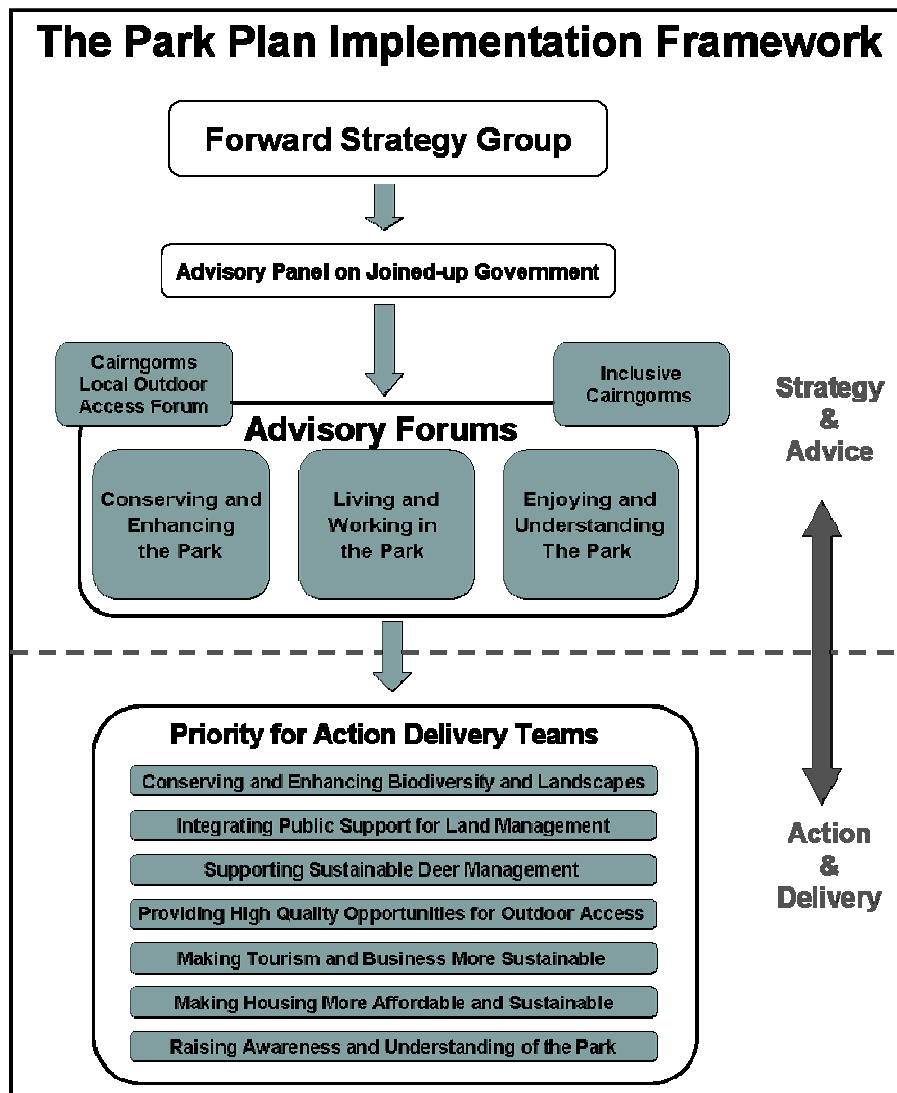 The Park Plan Implementation Framework
Forward Strategy Group
Advisory Panel on Joined-up Government
Cairngorms
Local Outdoor
Access Forum
Inclusive
Cairngorms
Advisory Forums
Conserving and
Enhancing
the Park
Living and
Working in
the Park
Enjoying and
Understanding
The Park
Strategy
&
Advice
Priority for Action Delivery Teams
Conserving and Enhancing Biodiversity and Landscapes
Integrating Public Support for Land Management
Supporting Sustainable Deer Management
Providing High Quality Opportunities for Outdoor Access
Making Tourism and Business More Sustainable
Making Housing More Affordable and Sustainable
Raising Awareness and Understanding of the Park
Action
&
Delivery